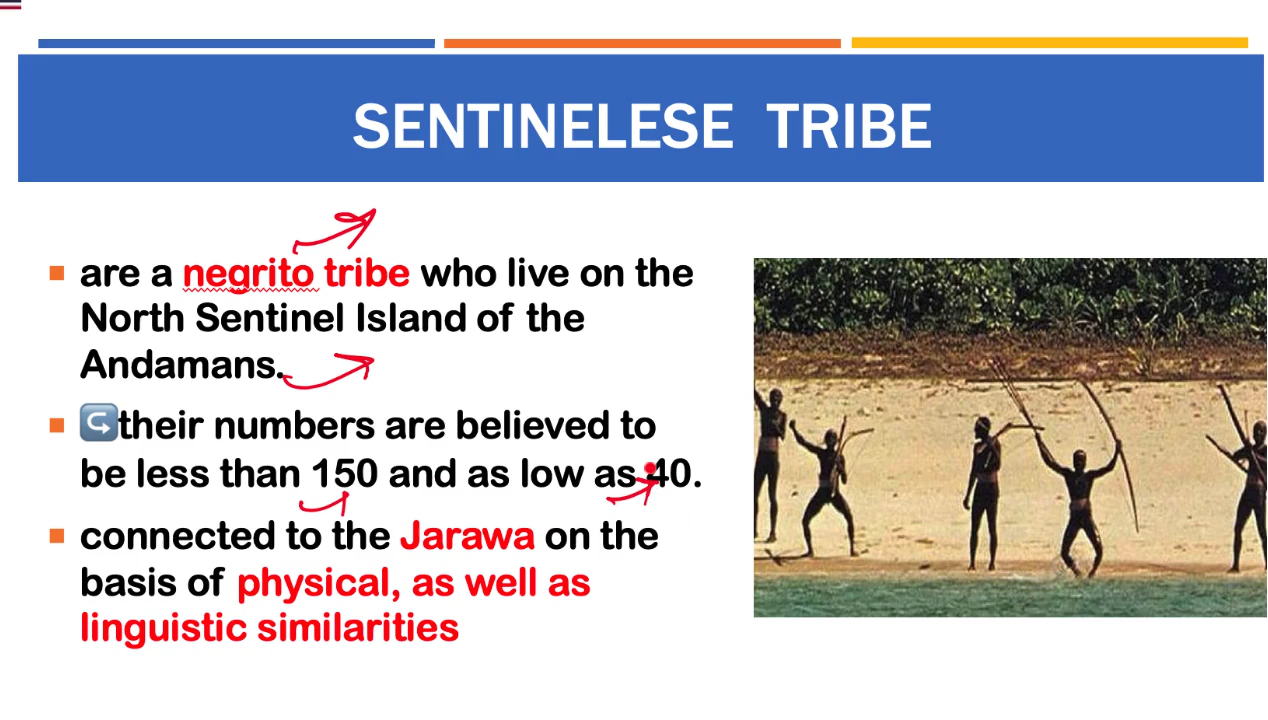 SENTINELESE TRIBE
are a negrito tribe who live on the
North Sentinel Island of the
Andamans.
↪️their numbers are believed to
be less than 150 and as low as 40.
connected to the Jarawa on the
basis of physical, as well as
linguistic similarities